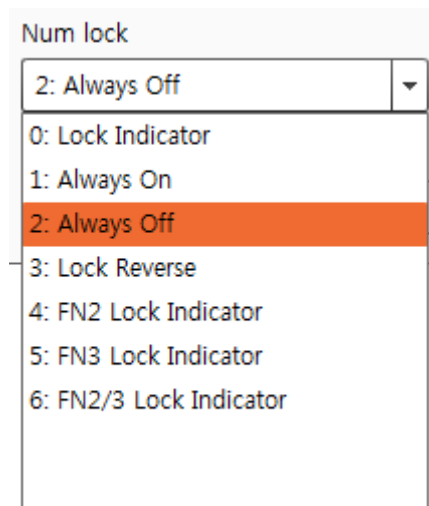 Num lock
2: Always Off
0: Lock Indicator
1: Always On
2: Always Off
3: Lock Reverse
4: FN2 Lock Indicator
5: FN3 Lock Indicator
6: FN2/3 Lock Indicator